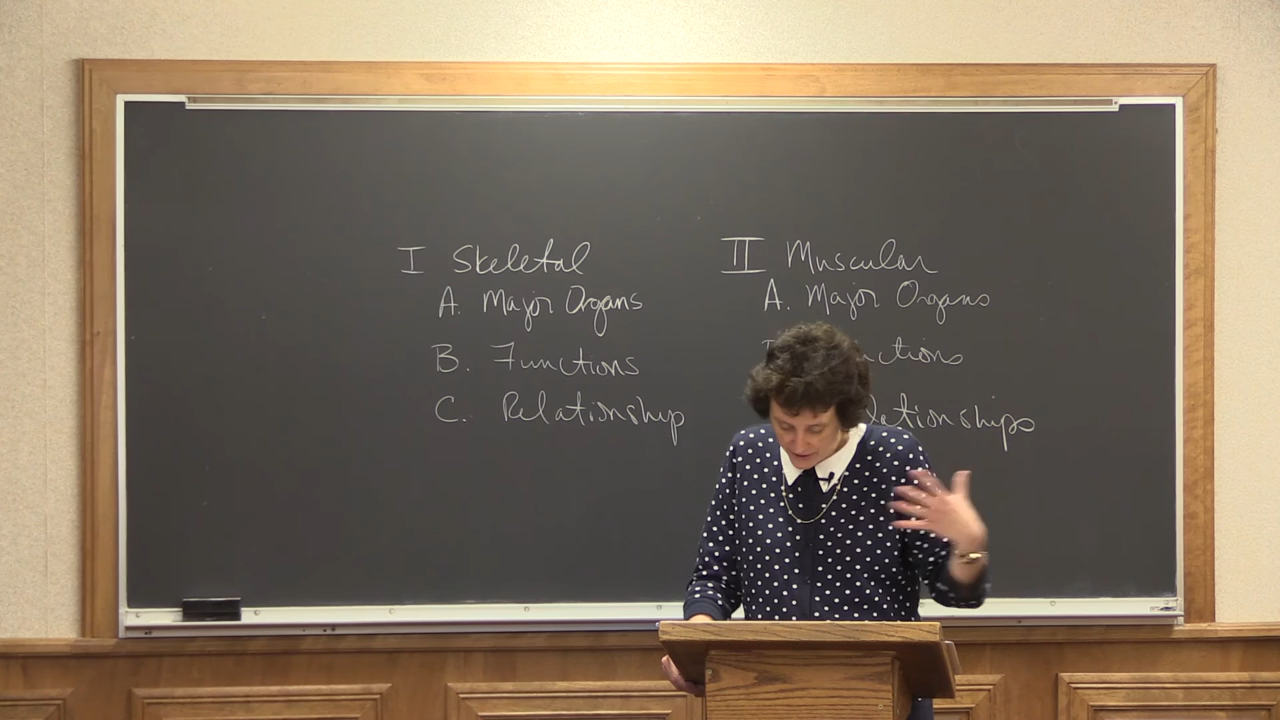 I Skeletal
A. Major Organs
B. Functions
C. Relationship
II Muscular
A. Major Organs